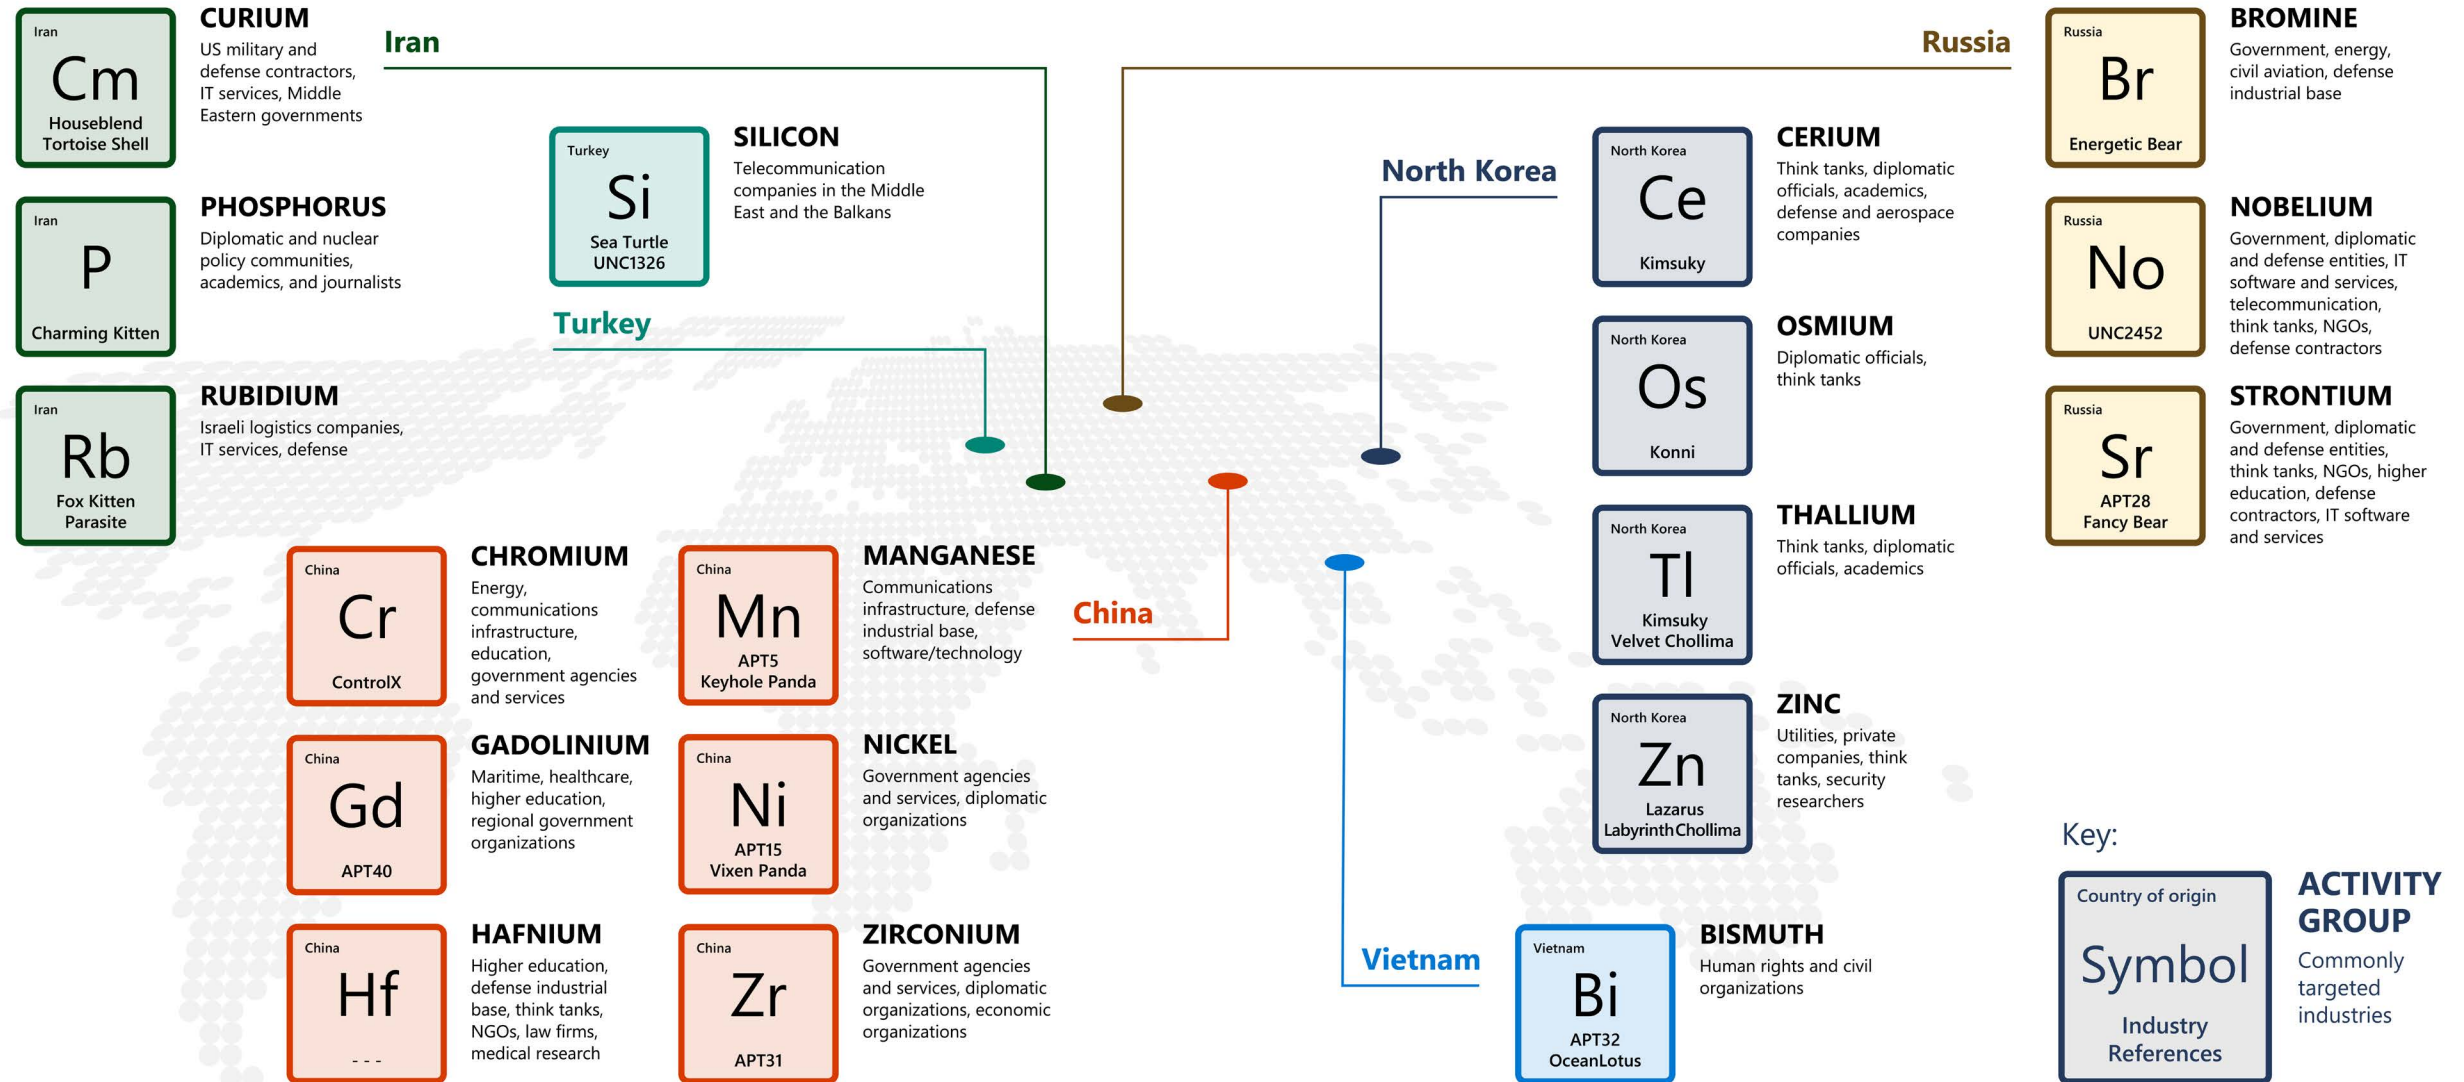 Iran
Cm
Houseblend
Tortoise Shell
CURIUM
US military and
defense contractors,
IT services, Middle
Eastern governments
Iran
P
Charming Kitten
PHOSPHORUS
Diplomatic and nuclear
policy communities,
academics, and journalists
Iran
Rb
Fox Kitten
Parasite
RUBIDIUM
Israeli logistics companies,
IT services, defense
Iran
Turkey
Si
Sea Turtle
UNC1326
SILICON
Telecommunication
companies in the Middle
East and the Balkans
Turkey
China
Cr
ControlX
CHROMIUM
Energy,
communications
infrastructure,
education,
government agencies
and services
China
Gd
APT40
GADOLINIUM
Maritime, healthcare,
higher education,
regional government
organizations
China
Hf
- - -
HAFNIUM
Higher education,
defense industrial
base, think tanks,
NGOs, law firms,
medical research
China
Mn
APT5
Keyhole Panda
MANGANESE
Communications
infrastructure, defense
industrial base,
software/technology
China
Ni
APT15
Vixen Panda
NICKEL
Government agencies
and services, diplomatic
organizations
China
Zr
APT31
ZIRCONIUM
Government agencies
and services, diplomatic
organizations, economic
organizations
China
Russia
North Korea
North Korea
Ce
Kimsuky
CERIUM
Think tanks, diplomatic
officials, academics,
defense and aerospace
companies
North Korea
Os
Konni
OSMIUM
Diplomatic officials,
think tanks
North Korea
Tl
Kimsuky
Velvet Chollima
THALLIUM
Think tanks, diplomatic
officials, academics
North Korea
Zn
Lazarus
Labyrinth Chollima
ZINC
Utilities, private
companies, think
tanks, security
researchers
Vietnam
Vietnam
Bi
APT32
OceanLotus
BISMUTH
Human rights and civil
organizations
Russia
Br
Energetic Bear
BROMINE
Government, energy,
civil aviation, defense
industrial base
Russia
No
UNC2452
NOBELIUM
Government, diplomatic
and defense entities, IT
software and services,
telecommunication,
think tanks, NGOs,
defense contractors
Russia
Sr
APT28
Fancy Bear
STRONTIUM
Government, diplomatic
and defense entities,
think tanks, NGOs, higher
education, defense
contractors, IT software
and services
Key:
Country of origin
Symbol
Industry
References
ACTIVITY
GROUP
Commonly
targeted
industries